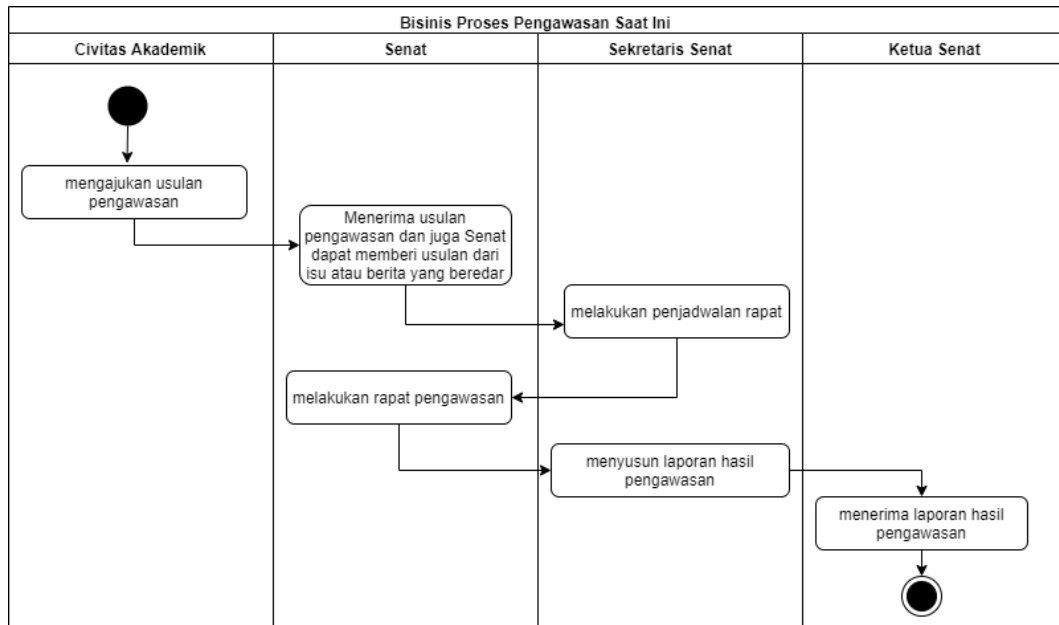 Bisinis Proses Pengawasan Saat Ini
Civitas Akademik
Senat
Sekretaris Senat
Ketua Senat
mengajukan usulan
pengawasan
Menerima usulan
pengawasan dan juga Senat
dapat memberi usulan dari
isu atau berita yang beredar
melakukan penjadwalan rapat
melakukan rapat pengawasan
menyusun laporan hasil
pengawasan
menerima laporan hasil
pengawasan